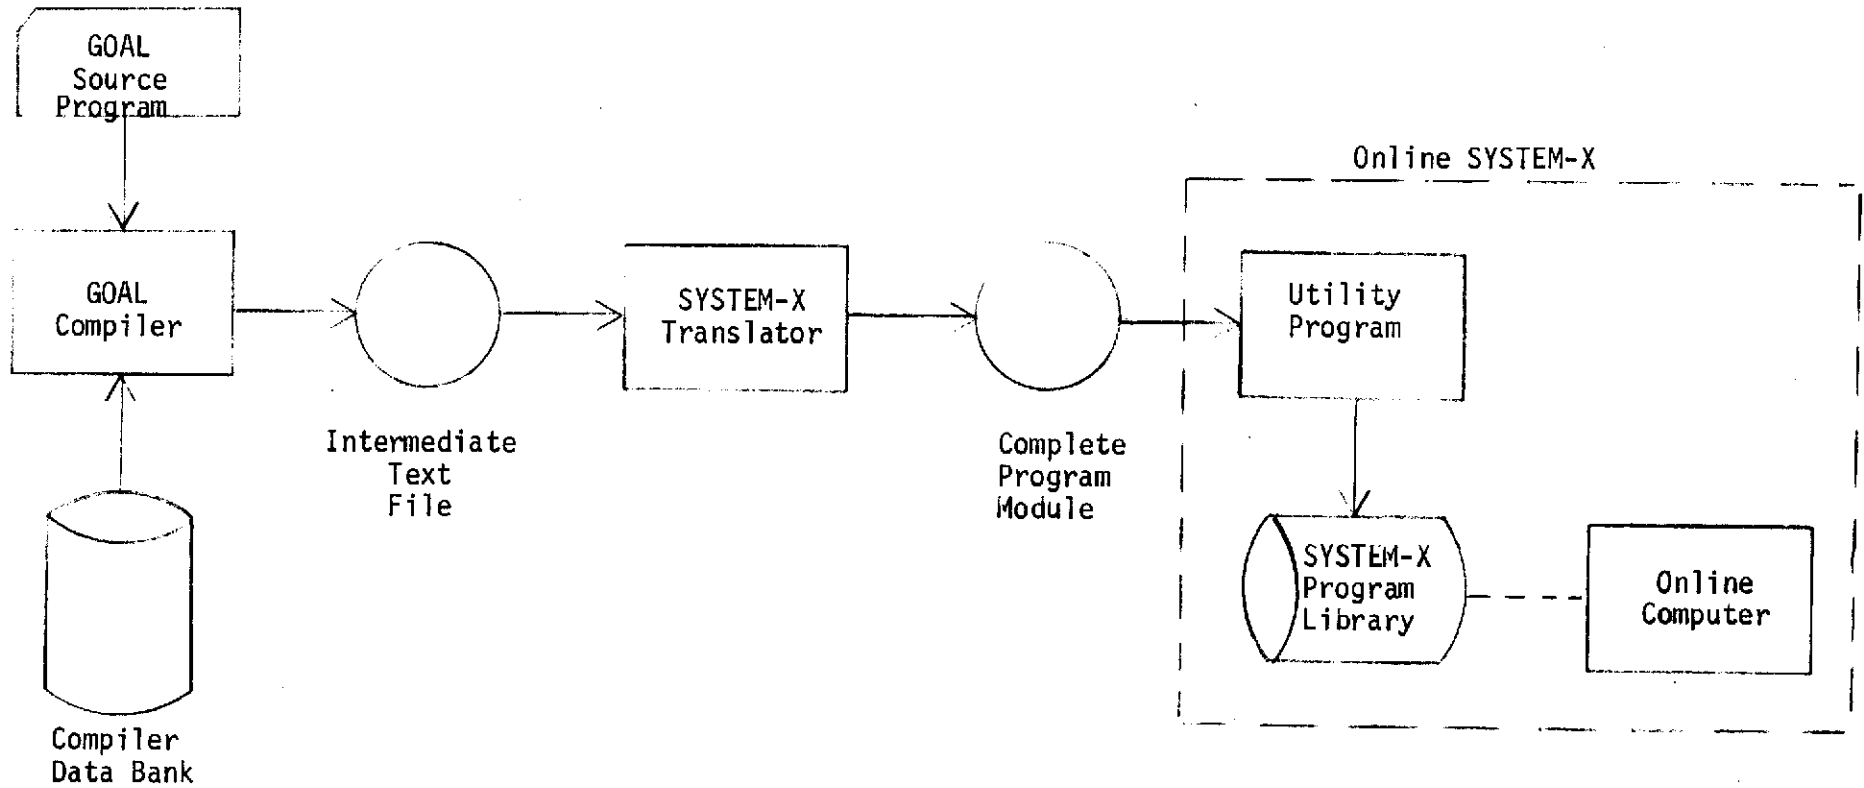 GOAL
Source
Program
Online SYSTEM-X
GOAL
Compiler
SYSTEM-X
Translator
Utility
Program
Intermediate
Text
File
Complete
Program
Module
SYSTEM-X
Program
Library
Online
Computer
Compiler
Data Bank